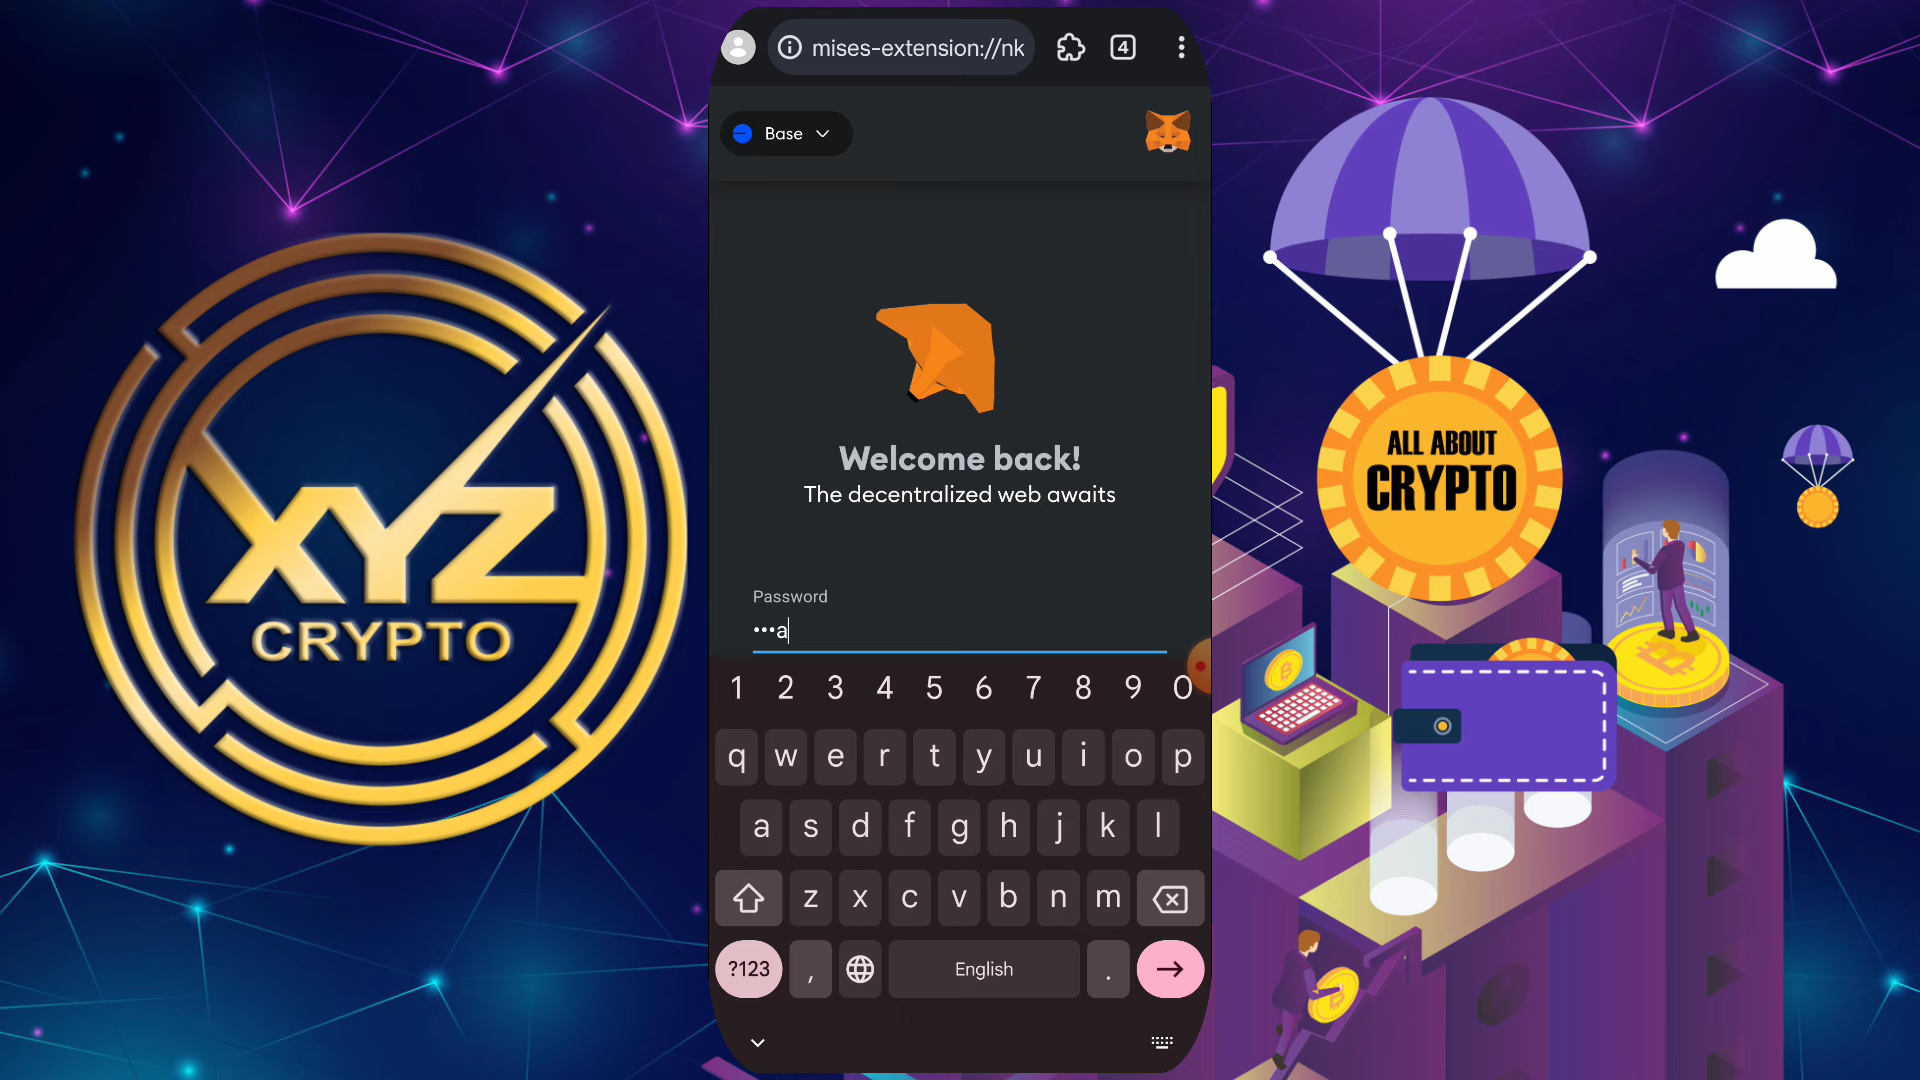 XYZ
CRYPTO
mises-extension://nk
4
Base
Welcome back!
The decentralized web awaits
Password
•••a
1 2 3 4 5 6 7 8 9 0
q w e r t y u i o p
a s d f g h j k l
z x c v b n m
?123 , English .
ALL ABOUT
CRYPTO